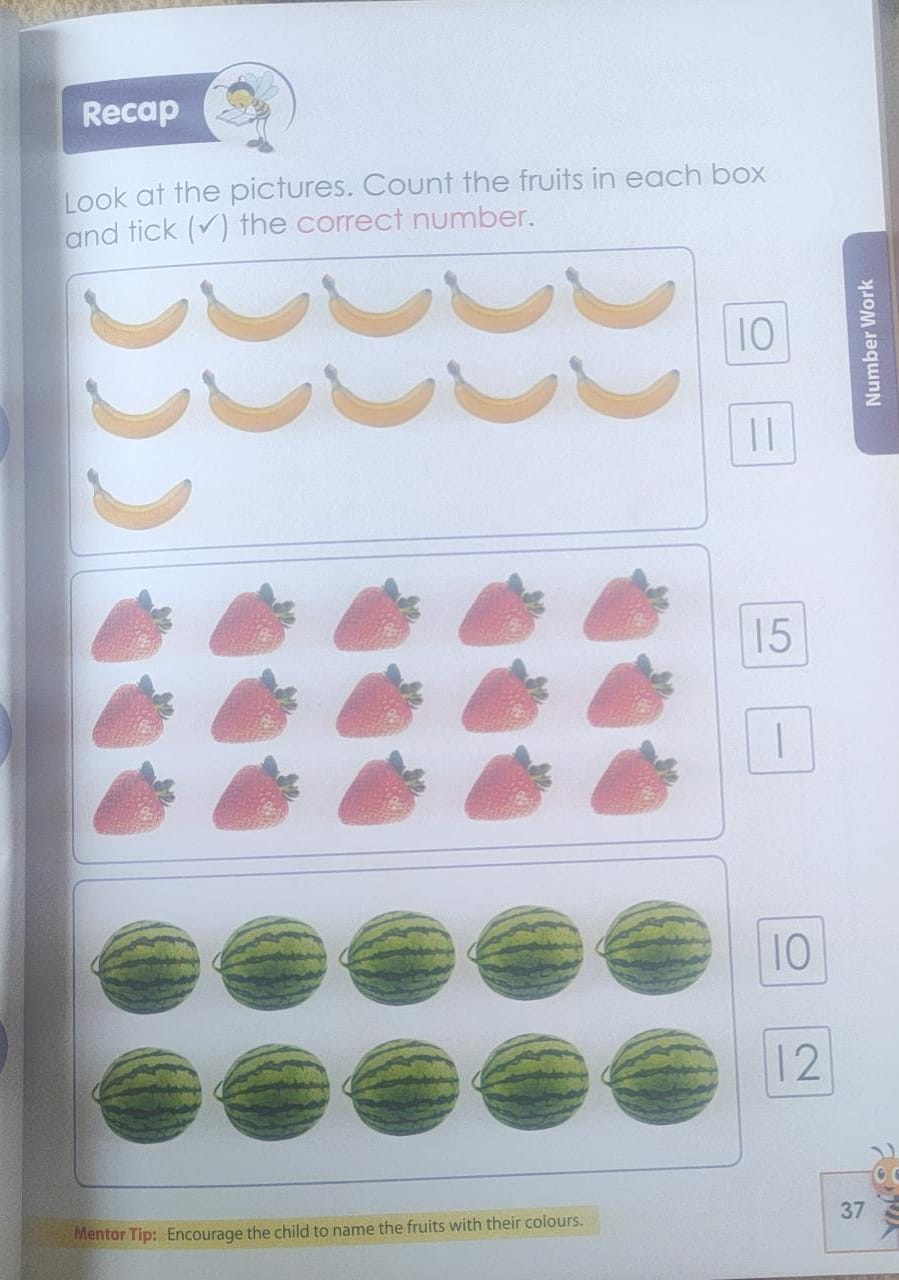 Recap
Look at the pictures. Count the fruits in each box
and tick (✓) the correct number.
10
11
Number Work
15
1
10
12
Mentor Tip: Encourage the child to name the fruits with their colours.
37